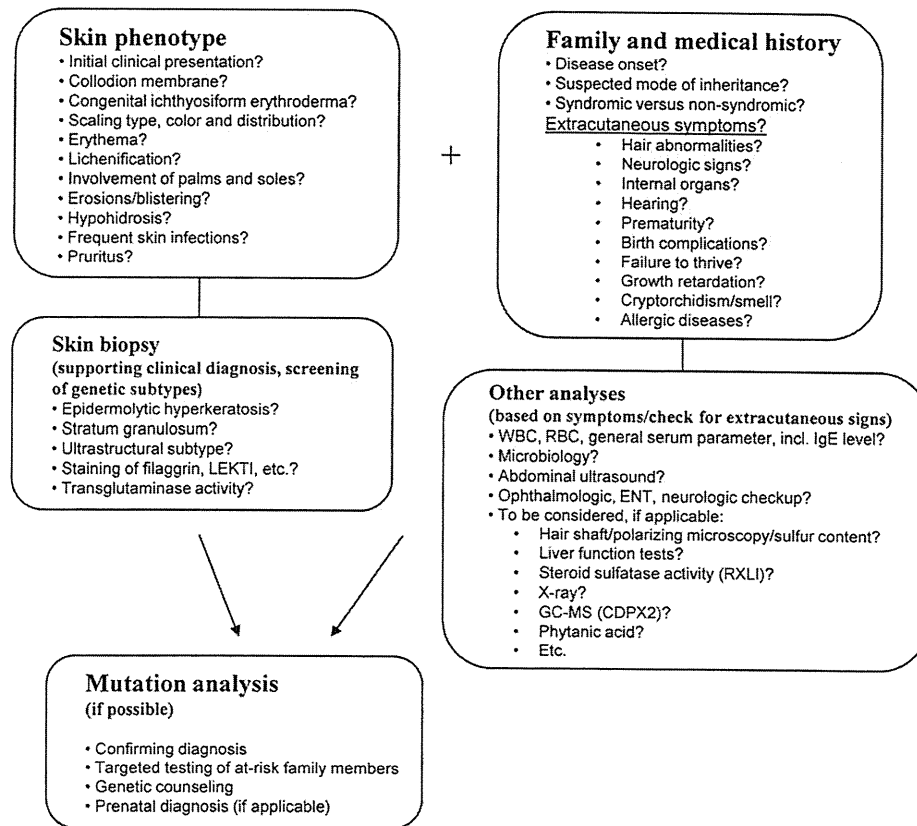 Skin phenotype
• Initial clinical presentation?
• Collodion membrane?
• Congenital ichthyosiform erythroderma?
• Scaling type, color and distribution?
• Erythema?
• Lichenification?
• Involvement of palms and soles?
• Erosions/blistering?
• Hypohidrosis?
• Frequent skin infections?
• Pruritus?
+
Family and medical history
• Disease onset?
• Suspected mode of inheritance?
• Syndromic versus non-syndromic?
Extracutaneous symptoms?
• Hair abnormalities?
• Neurologic signs?
• Internal organs?
• Hearing?
• Prematurity?
• Birth complications?
• Failure to thrive?
• Growth retardation?
• Cryptorchidism/smell?
• Allergic diseases?
Skin biopsy
(supporting clinical diagnosis, screening
of genetic subtypes)
• Epidermolytic hyperkeratosis?
• Stratum granulosum?
• Ultrastructural subtype?
• Staining of filaggrin, LEKTI, etc.?
• Transglutaminase activity?
Other analyses
(based on symptoms/check for extracutaneous signs)
• WBC, RBC, general serum parameter, incl. IgE level?
• Microbiology?
• Abdominal ultrasound?
• Ophthalmologic, ENT, neurologic checkup?
• To be considered, if applicable:
• Hair shaft/polarizing microscopy/sulfur content?
• Liver function tests?
• Steroid sulfatase activity (RXLI)?
• X-ray?
• GC-MS (CDPX2)?
• Phytanic acid?
• Etc.
Mutation analysis
(if possible)
• Confirming diagnosis
• Targeted testing of at-risk family members
• Genetic counseling
• Prenatal diagnosis (if applicable)